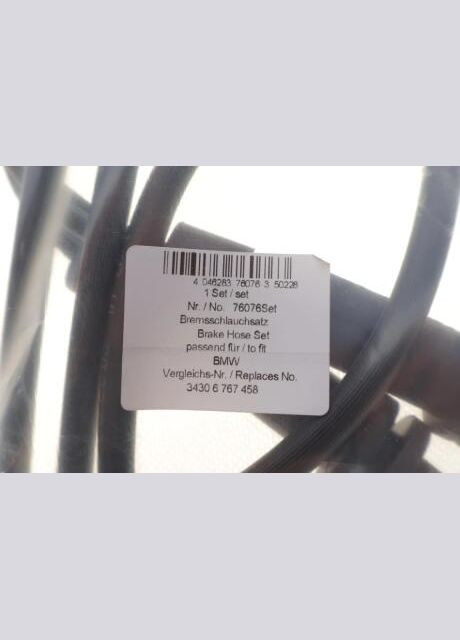 4 046283 76076 3 50228
1 Set / set
Nr. / No. 76076Set
Bremsschlauchsatz
Brake Hose Set
passend für / to fit
BMW
Vergleichs-Nr. / Replaces No.
3430 6 767 458